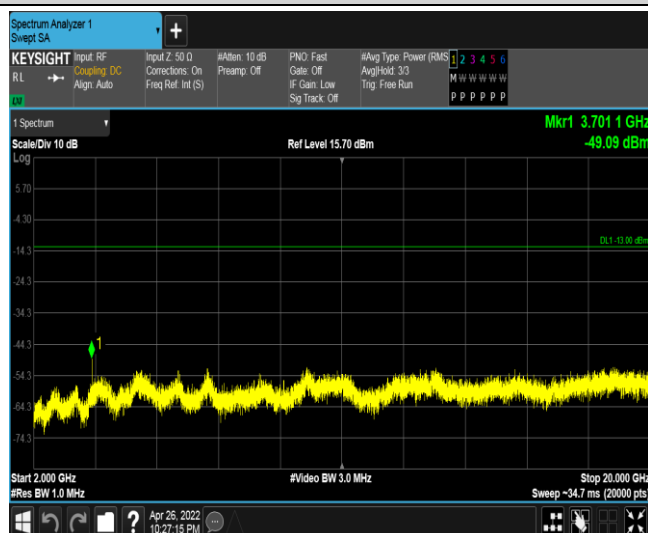 Spectrum Analyzer 1
Swept SA
KEYSIGHT
Input: RF
Coupling: DC
Align: Auto
Input Z: 50 Ω
Corrections: On
Freq Ref: Int (S)
#Atten: 10 dB
Preamp: Off
PNO: Fast
Gate: Off
IF Gain: Low
Sig Track: Off
#Avg Type: Power (RMS
Avg|Hold: 3/3
Trig: Free Run
1 2 3 4 5 6
M W W W W W
P P P P P P
R L
LXI
1 Spectrum
Mkr1 3.701 1 GHz
Scale/Div 10 dB
Ref Level 15.70 dBm
-49.09 dBm
Log
5.70
-4.30
DL1 -13.00 dBm
-14.3
-24.3
-34.3
-44.3
1
-54.3
-64.3
-74.3
Start 2.000 GHz
#Video BW 3.0 MHz
Stop 20.000 GHz
#Res BW 1.0 MHz
Sweep ~34.7 ms (20000 pts)
?
Apr 26, 2022
10:27:15 PM